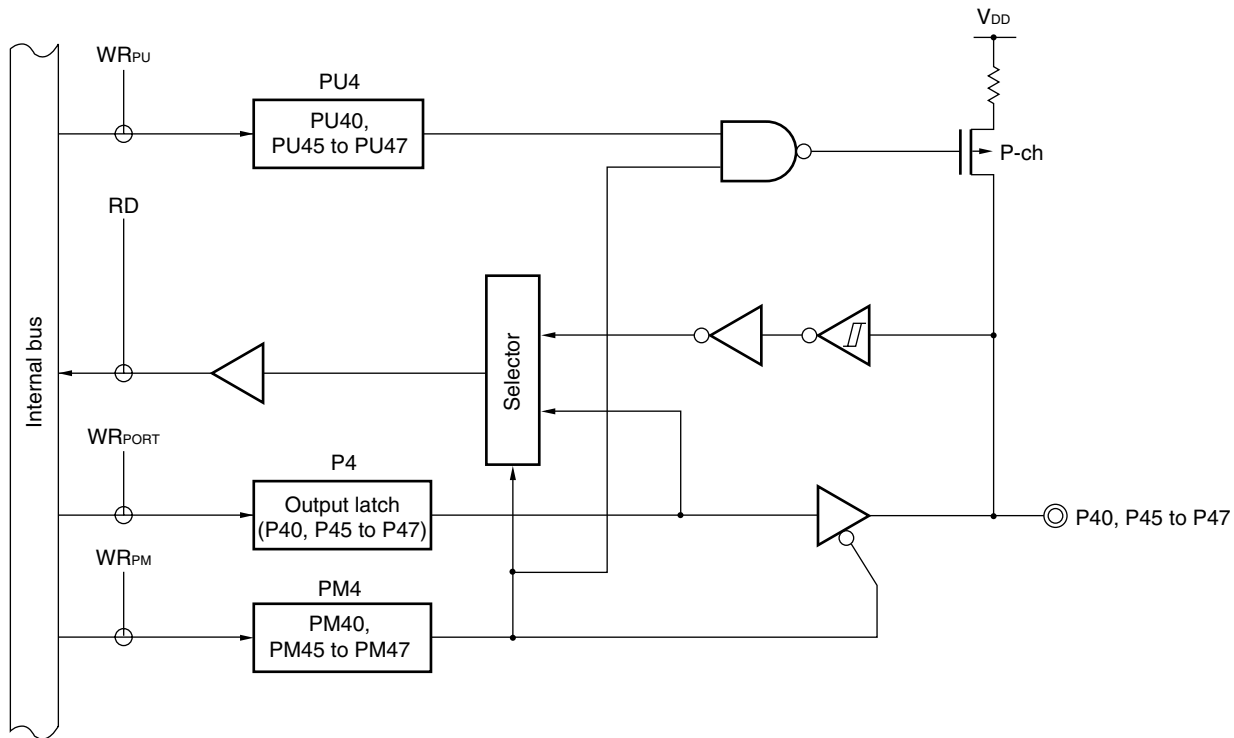 VDD
WRPU
PU4
PU40,
PU45 to PU47
P-ch
RD
Internal bus
Selector
WRPORT
P4
Output latch
(P40, P45 to P47)
P40, P45 to P47
WRPM
PM4
PM40,
PM45 to PM47